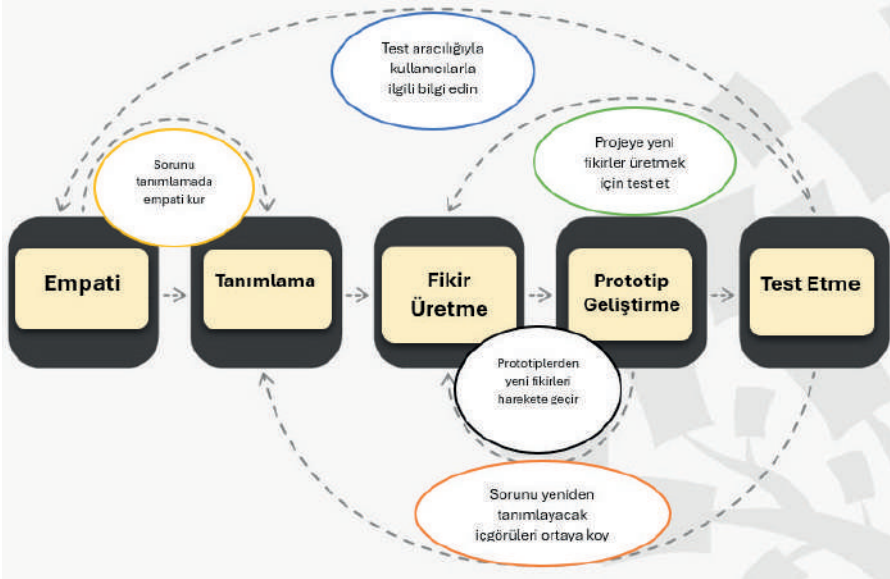 Test aracılığıyla
kullanıcılarla
ilgili bilgi edin
Projeye yeni
fikirler üretmek
için test et
Sorunu
tanımlamada
empati kur
Empati
Tanımlama
Fikir
Üretme
Prototip
Geliştirme
Test Etme
Prototiplerden
yeni fikirleri
harekete geçir
Sorunu yeniden
tanımlayacak
içgörüleri ortaya koy